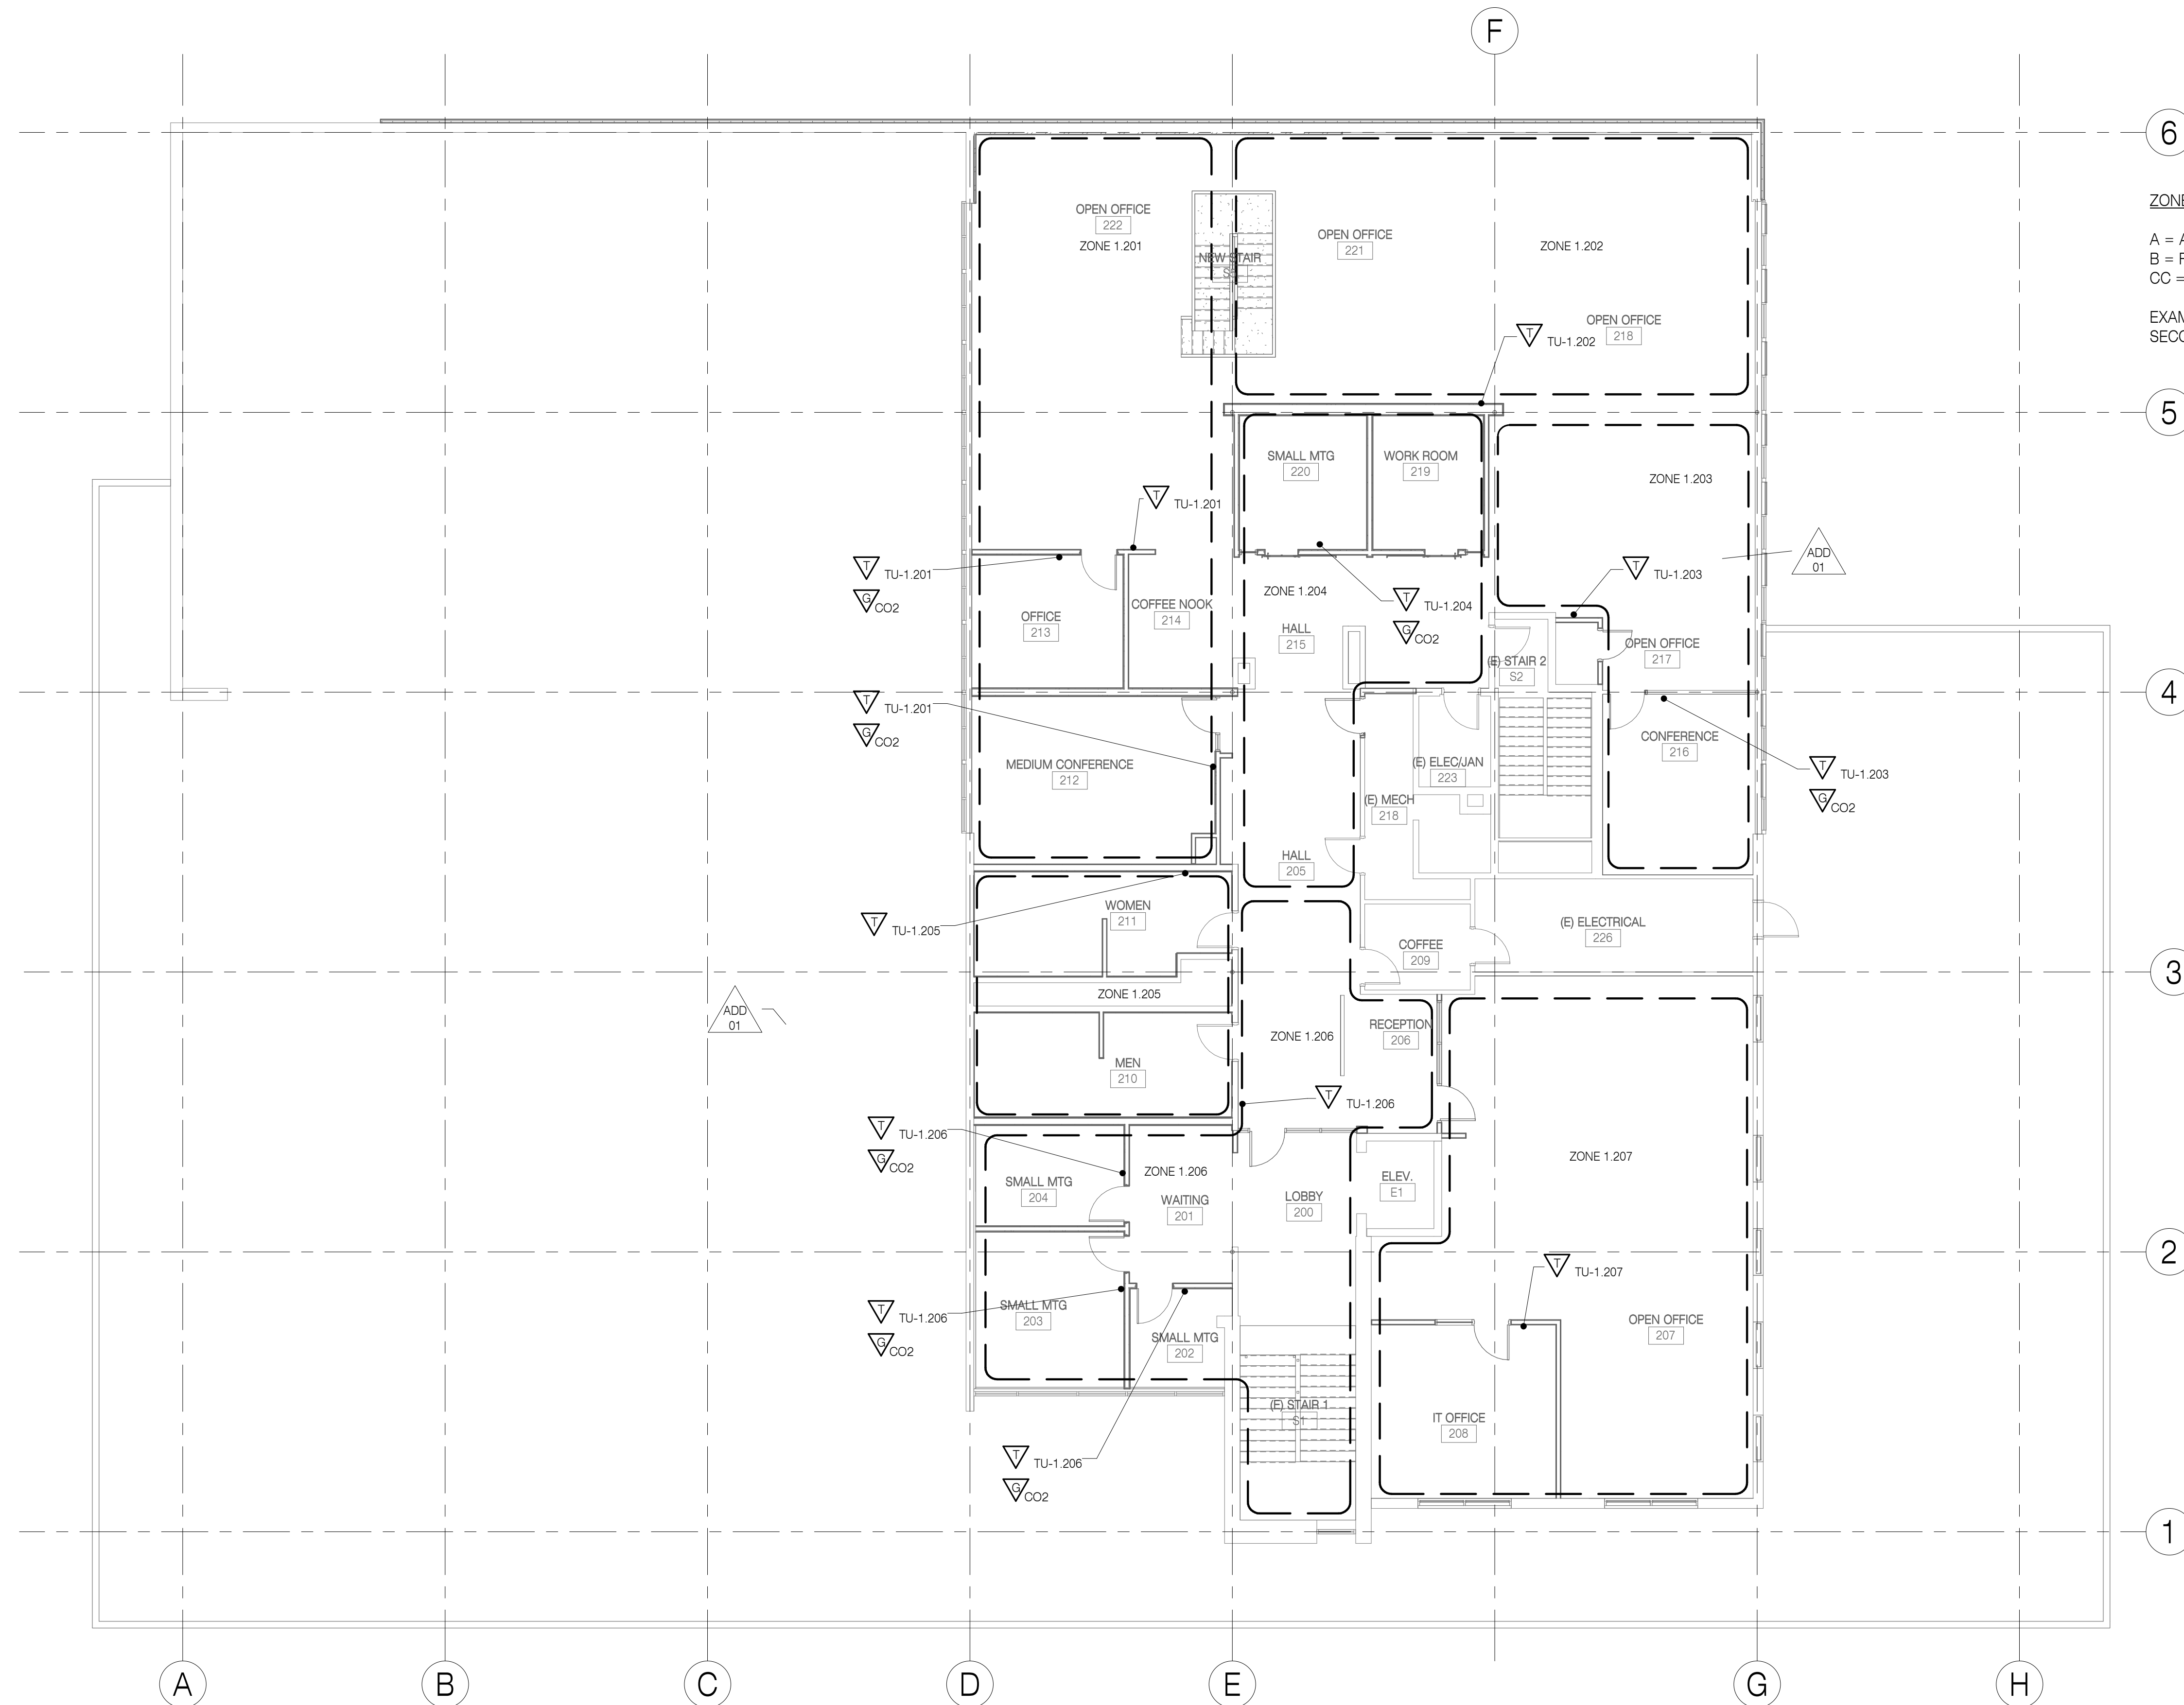 F
6
ZONE
A = A
B = F
CC =
EXAM
SECO
OPEN OFFICE
222
ZONE 1.201
NEW STAIR
OPEN OFFICE
221
ZONE 1.202
OPEN OFFICE
218
T
TU-1.202
5
SMALL MTG
220
WORK ROOM
219
ZONE 1.203
T
TU-1.201
ADD
01
T
TU-1.201
G
CO2
T
TU-1.203
ZONE 1.204
T
TU-1.204
G
CO2
OFFICE
213
COFFEE NOOK
214
HALL
215
OPEN OFFICE
217
(E) STAIR 2
S2
4
T
TU-1.201
G
CO2
CONFERENCE
216
MEDIUM CONFERENCE
212
(E) ELEC/JAN
223
T
TU-1.203
G
CO2
(E) MECH
218
HALL
205
WOMEN
211
T
TU-1.205
(E) ELECTRICAL
226
COFFEE
209
3
ZONE 1.205
ADD
01
RECEPTION
206
ZONE 1.206
MEN
210
T
TU-1.206
T
TU-1.206
G
CO2
ZONE 1.207
ZONE 1.206
SMALL MTG
204
WAITING
201
LOBBY
200
ELEV.
E1
2
T
TU-1.207
SMALL MTG
203
T
TU-1.206
G
CO2
OPEN OFFICE
207
SMALL MTG
202
(E) STAIR 1
S1
IT OFFICE
208
T
TU-1.206
G
CO2
1
A
B
C
D
E
G
H